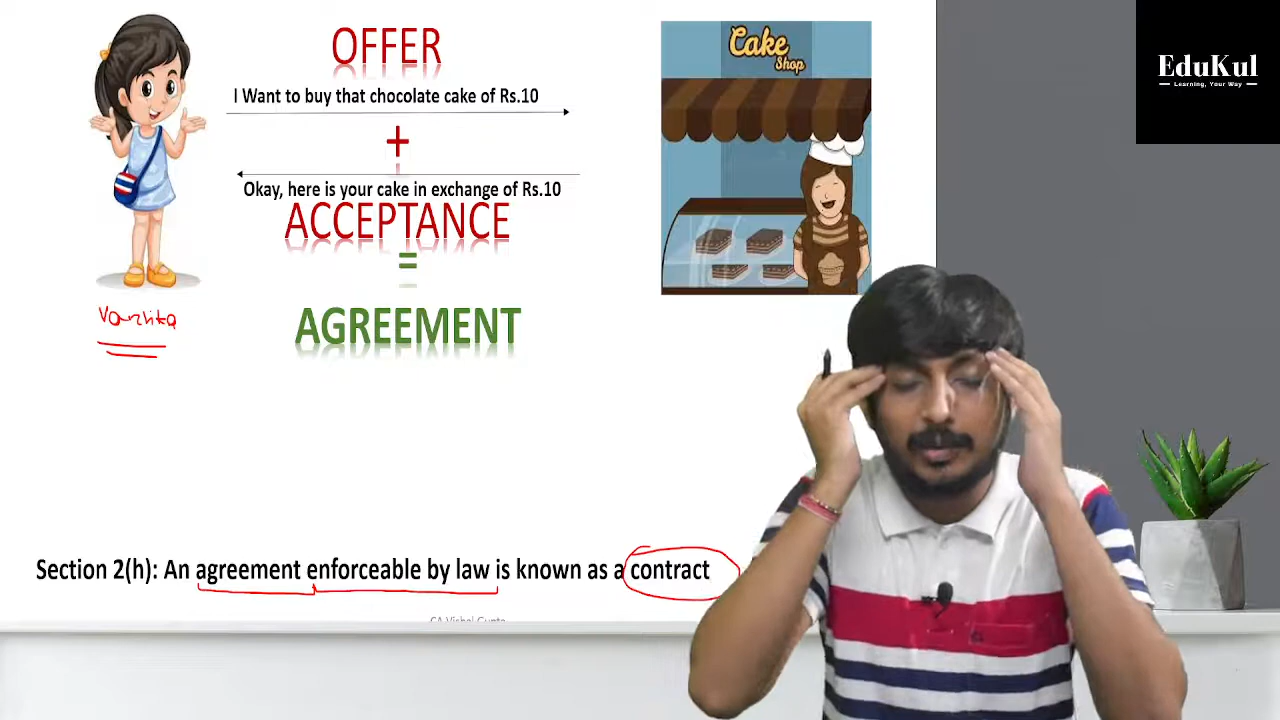 OFFER
I Want to buy that chocolate cake of Rs.10
+
Okay, here is your cake in exchange of Rs.10
ACCEPTANCE
=
AGREEMENT
Cake
Shop
EduKul
Learning, Your Way
Section 2(h): An agreement enforceable by law is known as a contract